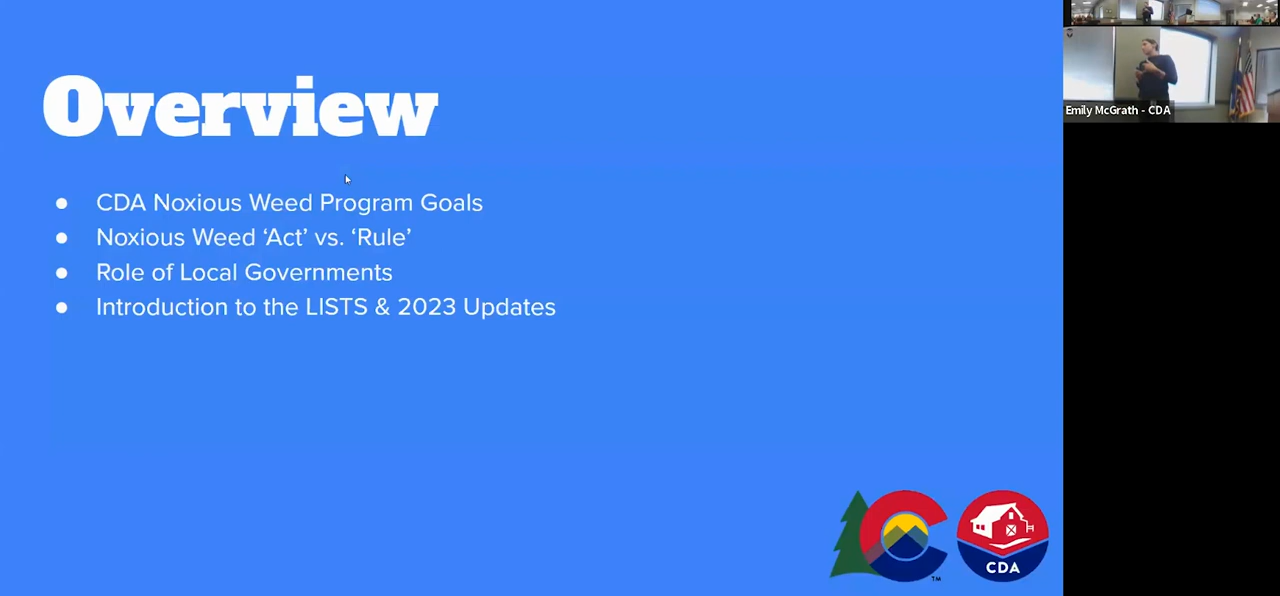 Overview
● CDA Noxious Weed Program Goals
● Noxious Weed ‘Act’ vs. ‘Rule’
● Role of Local Governments
● Introduction to the LISTS & 2023 Updates
TM
CDA
Emily McGrath - CDA